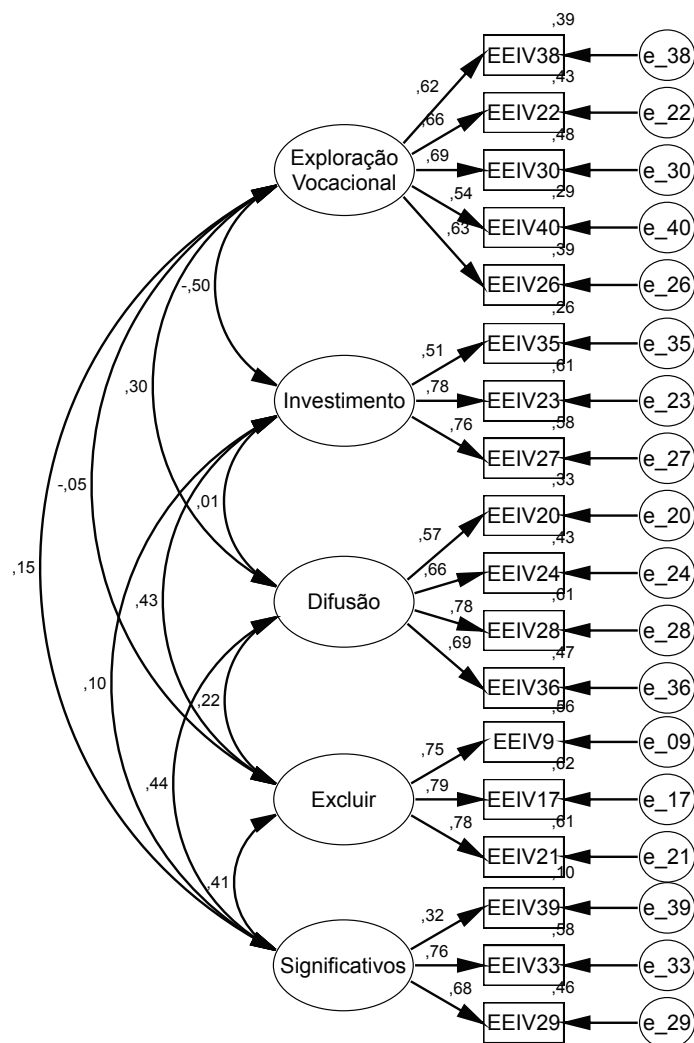 ,39
EEIV38
e_38
,62
,43
EEIV22
e_22
,66
,48
Exploração
Vocacional
,69
EEIV30
e_30
,29
,54
EEIV40
e_40
,63
,39
EEIV26
e_26
,26
-,50
EEIV35
e_35
,51
,61
,30
Investimento
,78
EEIV23
e_23
,58
,76
EEIV27
e_27
,33
-,05
,01
EEIV20
e_20
,57
,43
,15
,66
EEIV24
e_24
,61
,43
Difusão
,78
EEIV28
e_28
,47
,69
EEIV36
e_36
,56
,10
,22
EEIV9
e_09
,75
,62
,44
Excluir
,79
EEIV17
e_17
,61
,78
EEIV21
e_21
,10
,41
,32
EEIV39
e_39
,58
Significativos
,76
EEIV33
e_33
,46
,68
EEIV29
e_29